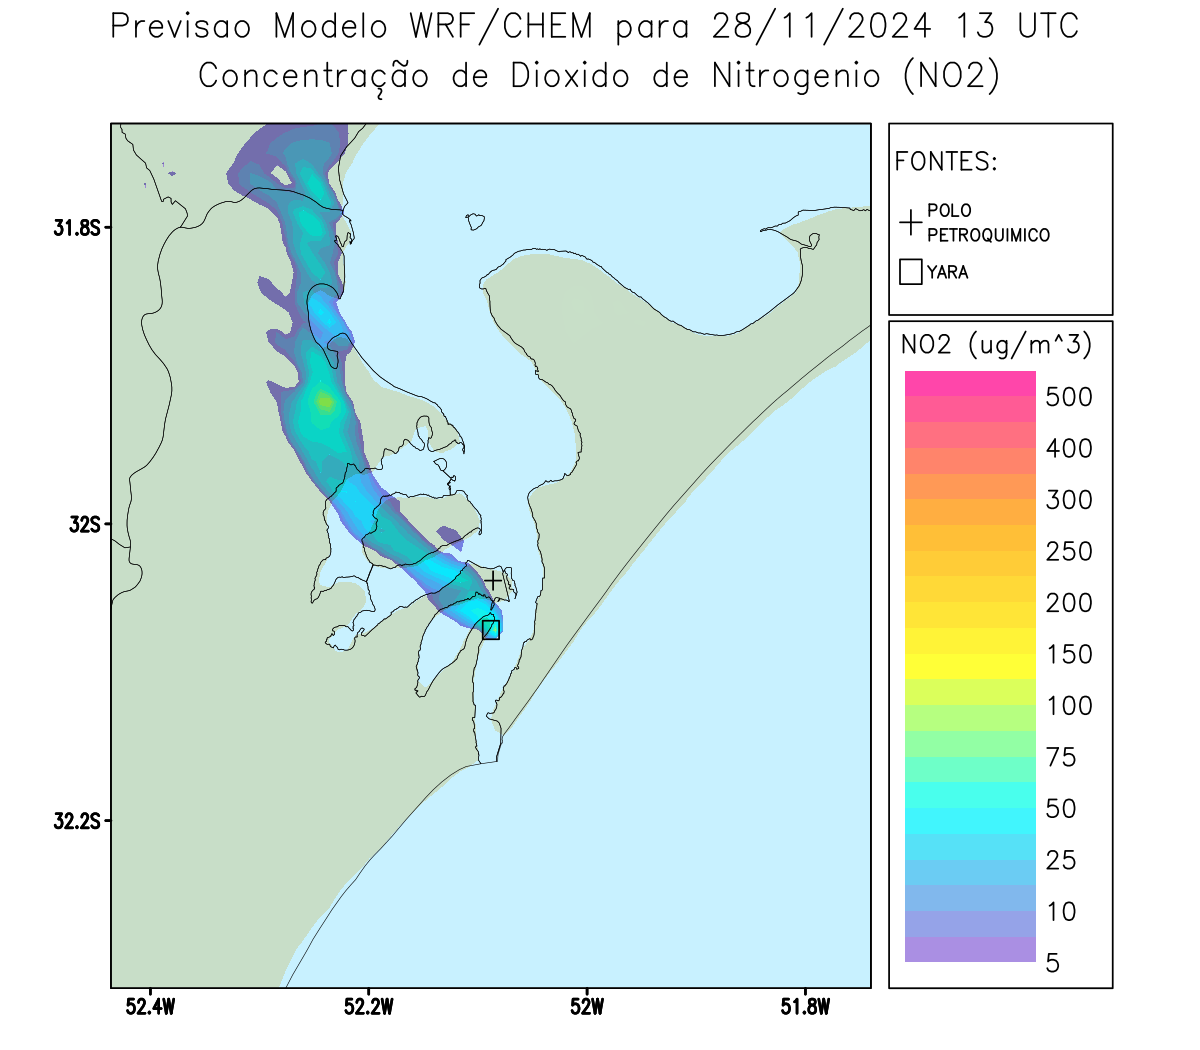 Previsao Modelo WRF/CHEM para 28/11/2024 13 UTC
Concentração de Dioxido de Nitrogenio (NO2)
FONTES:
POLO
PETROQUIMICO
YARA
NO2 (ug/m^3)
500
400
300
250
200
150
100
75
50
25
10
5
31.8S
32S
32.2S
52.4W
52.2W
52W
51.8W